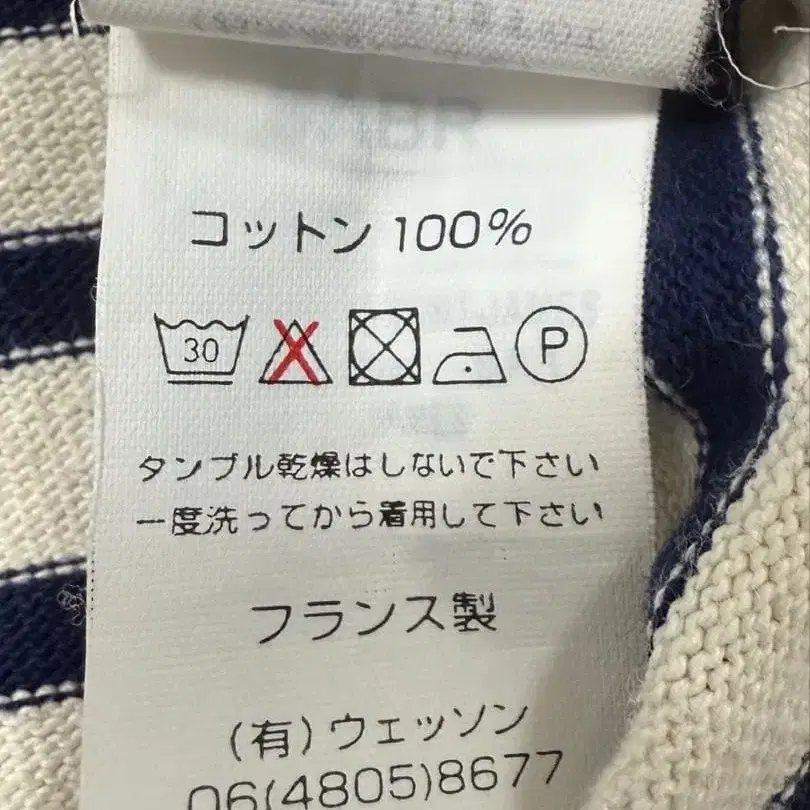 コットン 100%
30 P
タンブル乾燥はしないで下さい
一度洗ってから着用して下さい
フランス製
(有)ウェッソン
06(4805)8677